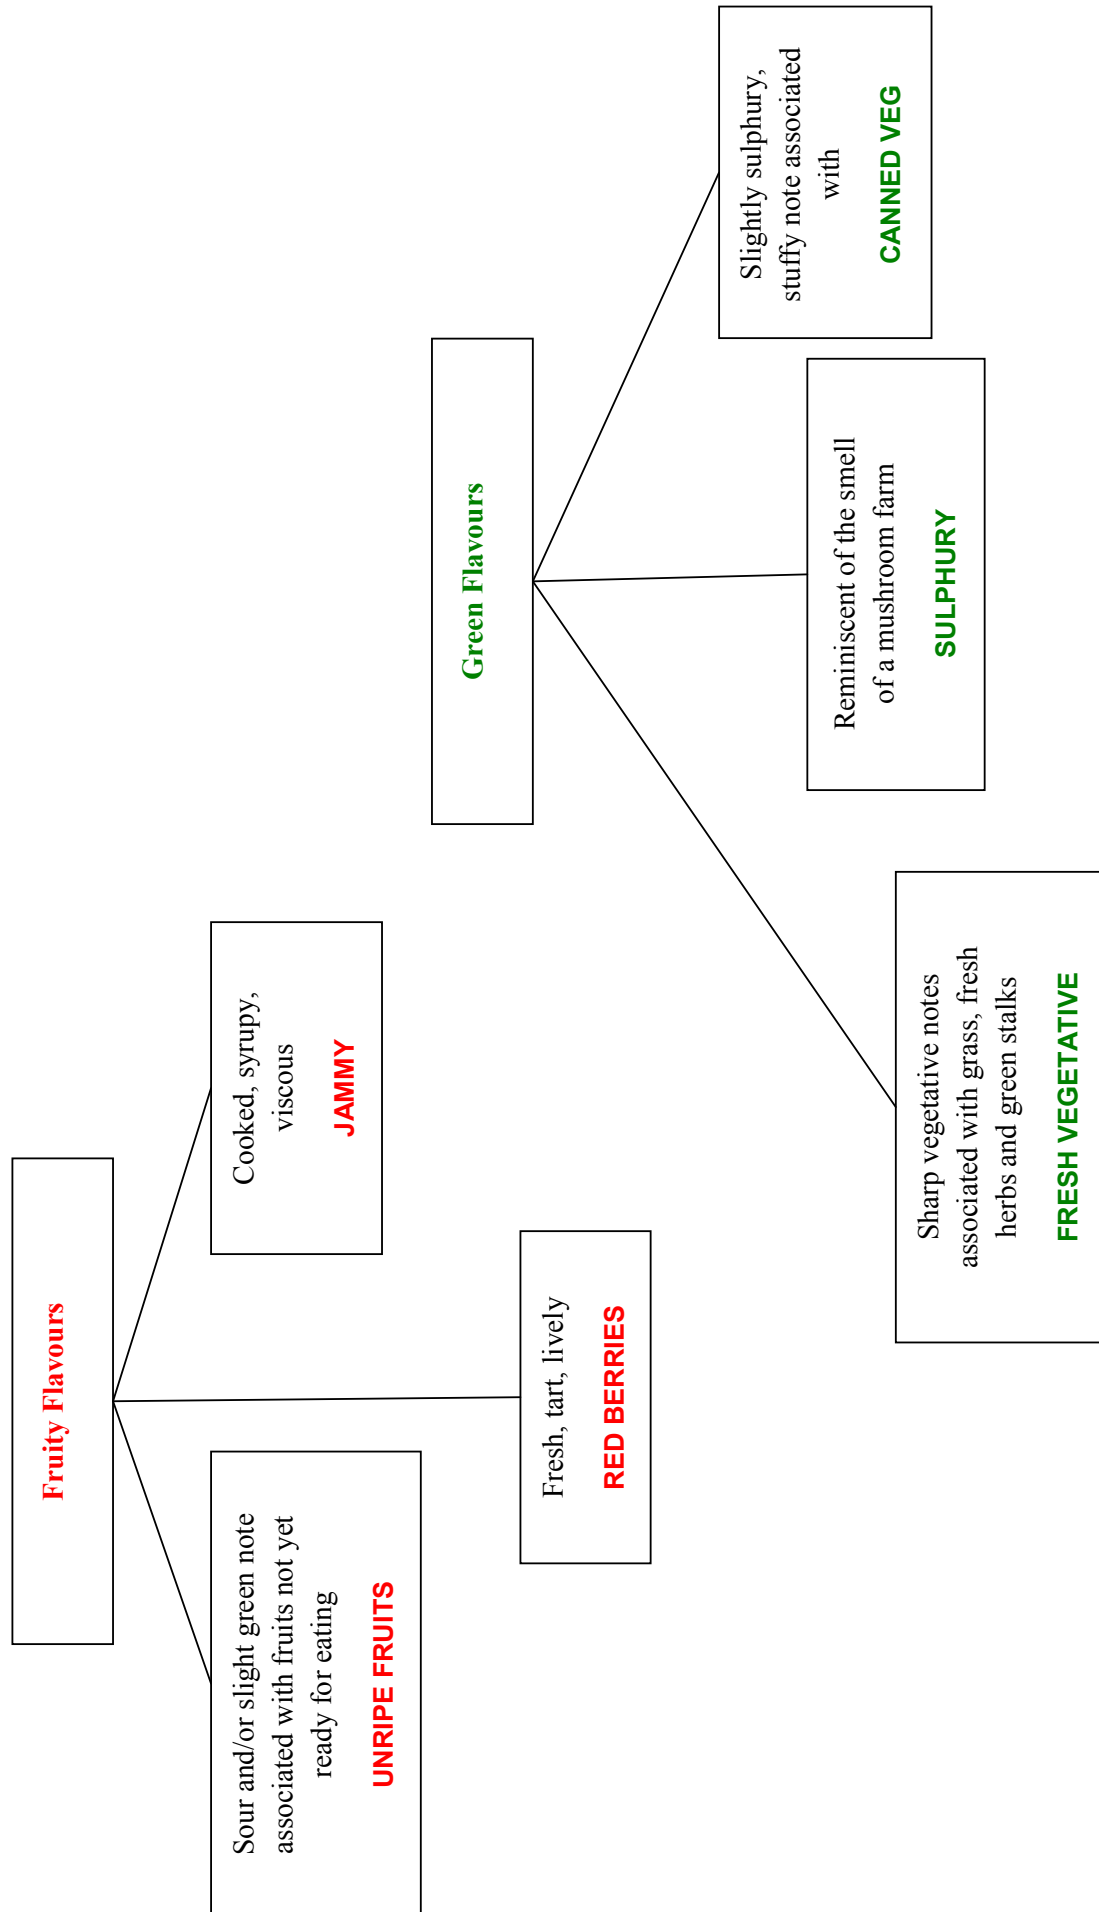 Fruity Flavours
Sour and/or slight green note
associated with fruits not yet
ready for eating
UNRIPE FRUITS
Fresh, tart, lively
RED BERRIES
Cooked, syrupy,
viscous
JAMMY
Green Flavours
Sharp vegetative notes
associated with grass, fresh
herbs and green stalks
FRESH VEGETATIVE
Reminiscent of the smell
of a mushroom farm
SULPHURY
Slightly sulphury,
stuffy note associated
with
CANNED VEG